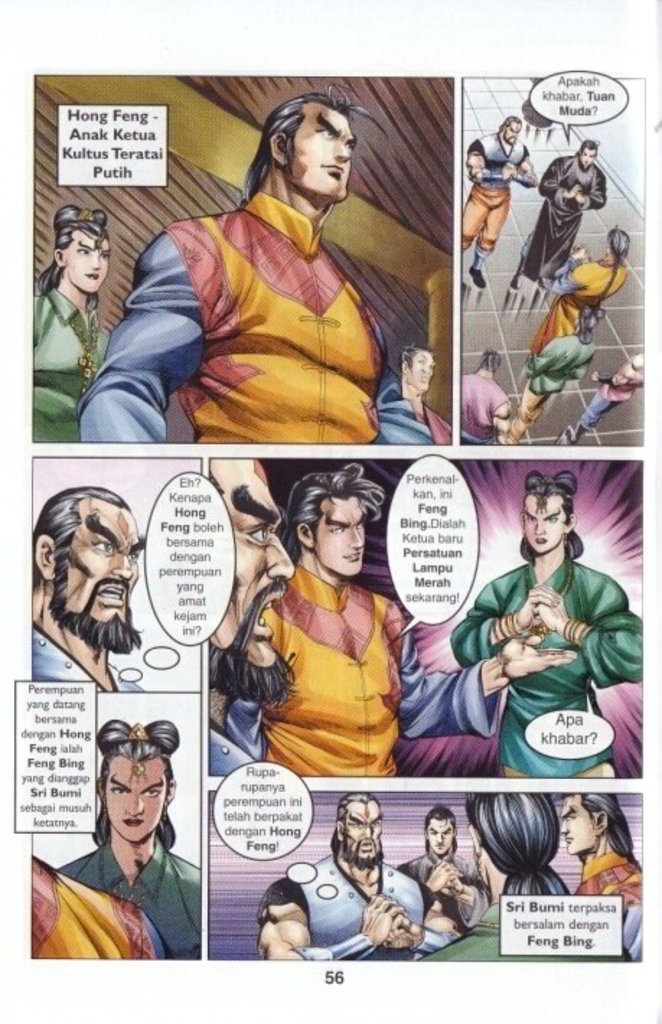 Hong Feng -
Anak Ketua
Kultus Teratai
Putih
Apakah
khabar, Tuan
Muda?
Eh?
Kenapa
Hong
Feng boleh
bersama
dengan
perempuan
yang
amat
kejam
ini?
Perkenal-
kan, ini
Feng
Bing.Dialah
Ketua baru
Persatuan
Lampu
Merah
sekarang!
Apa
khabar?
Perempuan
yang datang
bersama
dengan Hong
Feng ialah
Feng Bing
yang dianggap
Sri Bumi
sebagai musuh
ketatnya.
Rupa-
rupanya
perempuan ini
telah berpakat
dengan Hong
Feng!
Sri Bumi terpaksa
bersalam dengan
Feng Bing.
56